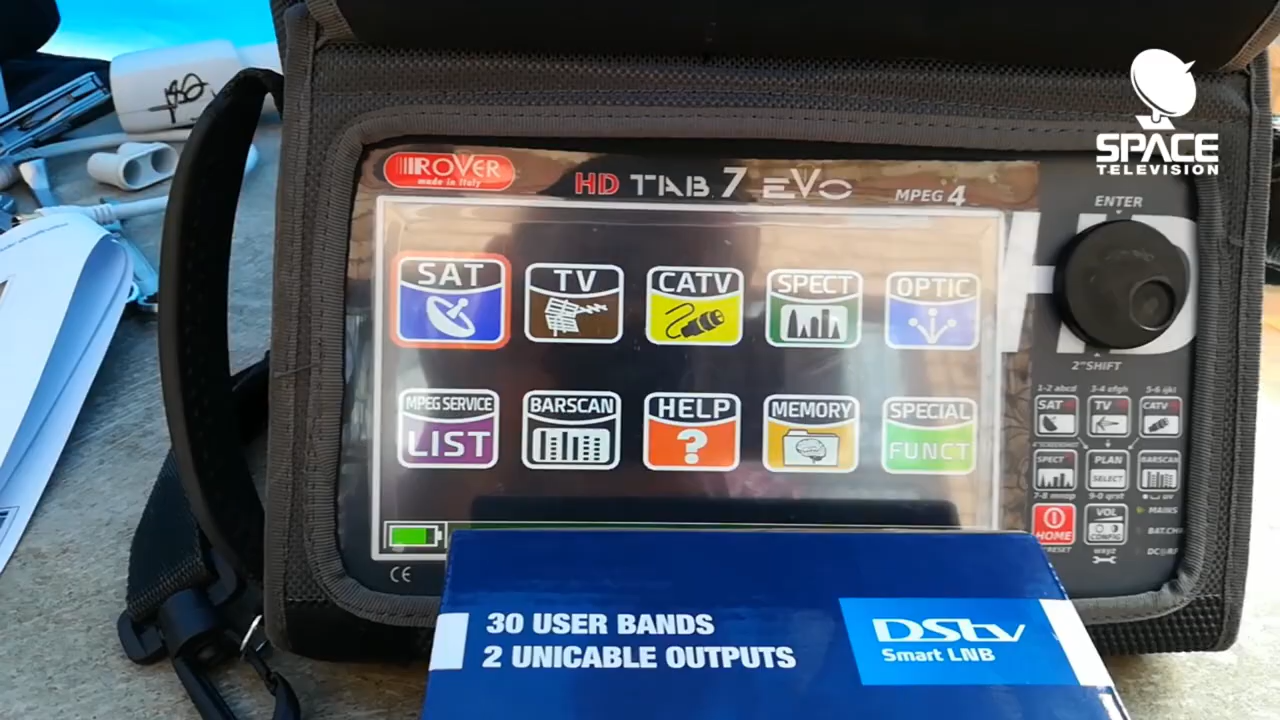 SPACE
TELEVISION
ROVER
made in Italy
HD TAB 7 EVO
MPEG 4
ENTER
SAT
TV
CATV
SPECT
OPTIC
MPEG SERVICE
LIST
BARSCAN
HELP
?
MEMORY
SPECIAL
FUNCT
2"SHIFT
1-2 abcd
3-4 efgh
5-6 ijkl
SAT
TV
CATV
SPECT
PLAN
SELECT
BARSCAN
7-8 mnop
9-0 qrst
UV
HOME
VOL
CONFIG
MAINS
BAT.CH
RESET
wxyz
CE
30 USER BANDS
2 UNICABLE OUTPUTS
DStv
Smart LNB